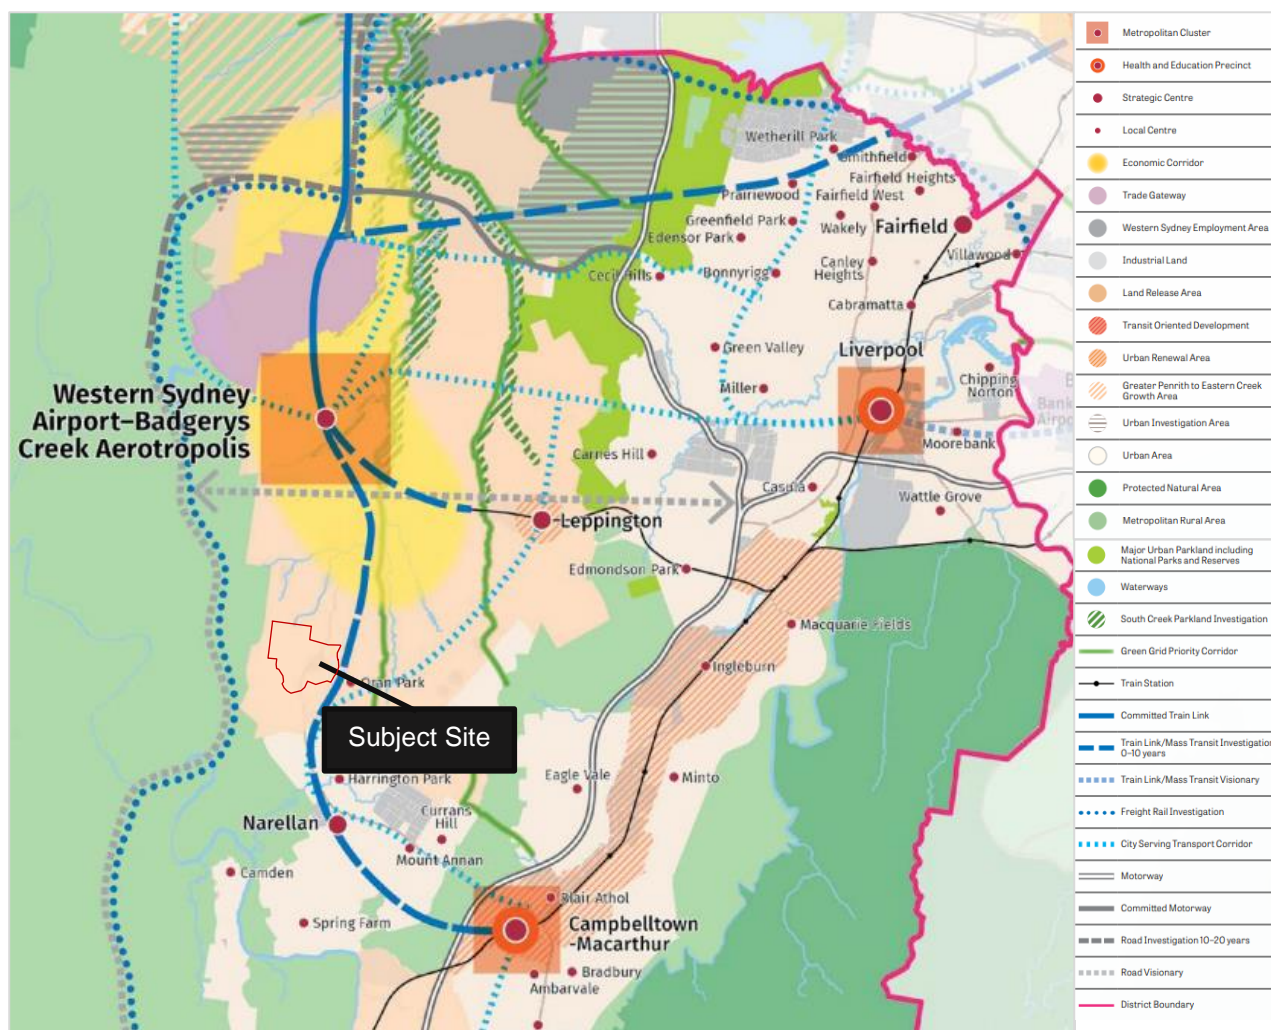 Wetherill Park
Smithfield
Fairfield Heights
Prairiewood
Fairfield West
Greenfield Park
Wakely
Fairfield
Edensor Park
Villawood
Canley
Heights
Cecil Hills
Bonnyrigg
Cabramatta
Green Valley
Liverpool
Miller
Chipping
Norton
Western Sydney
Airport–Badgerys
Creek Aerotropolis
Moorebank
Carnes Hill
Casula
Wattle Grove
Leppington
Edmondson Park
Macquarie Fields
Ingleburn
Oran Park
Subject Site
Harrington Park
Eagle Vale
Minto
Narellan
Currans
Hill
Mount Annan
Camden
Blair Athol
Spring Farm
Campbelltown
-Macarthur
Bradbury
Ambarvale
Metropolitan Cluster
Health and Education Precinct
Strategic Centre
Local Centre
Economic Corridor
Trade Gateway
Western Sydney Employment Area
Industrial Land
Land Release Area
Transit Oriented Development
Urban Renewal Area
Greater Penrith to Eastern Creek
Growth Area
Urban Investigation Area
Urban Area
Protected Natural Area
Metropolitan Rural Area
Major Urban Parkland including
National Parks and Reserves
Waterways
South Creek Parkland Investigation
Green Grid Priority Corridor
Train Station
Committed Train Link
Train Link/Mass Transit Investigation
0–10 years
Train Link/Mass Transit Visionary
Freight Rail Investigation
City Serving Transport Corridor
Motorway
Committed Motorway
Road Investigation 10–20 years
Road Visionary
District Boundary